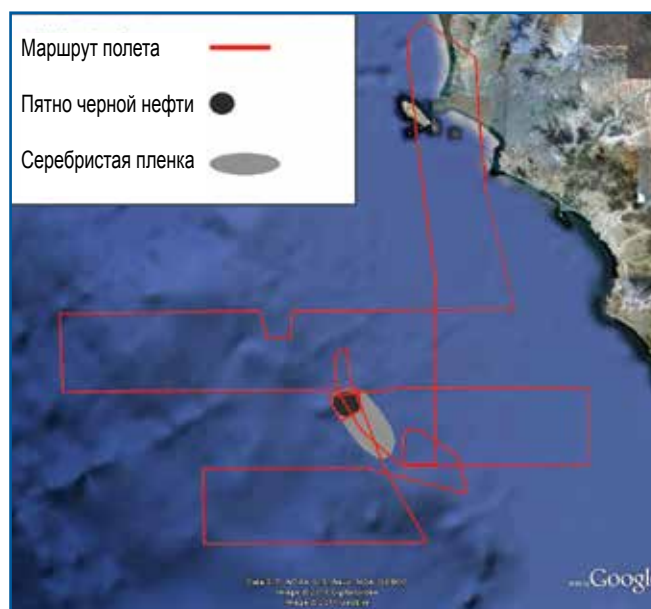 Маршрут полета
Пятно черной нефти
Серебристая пленка
Google